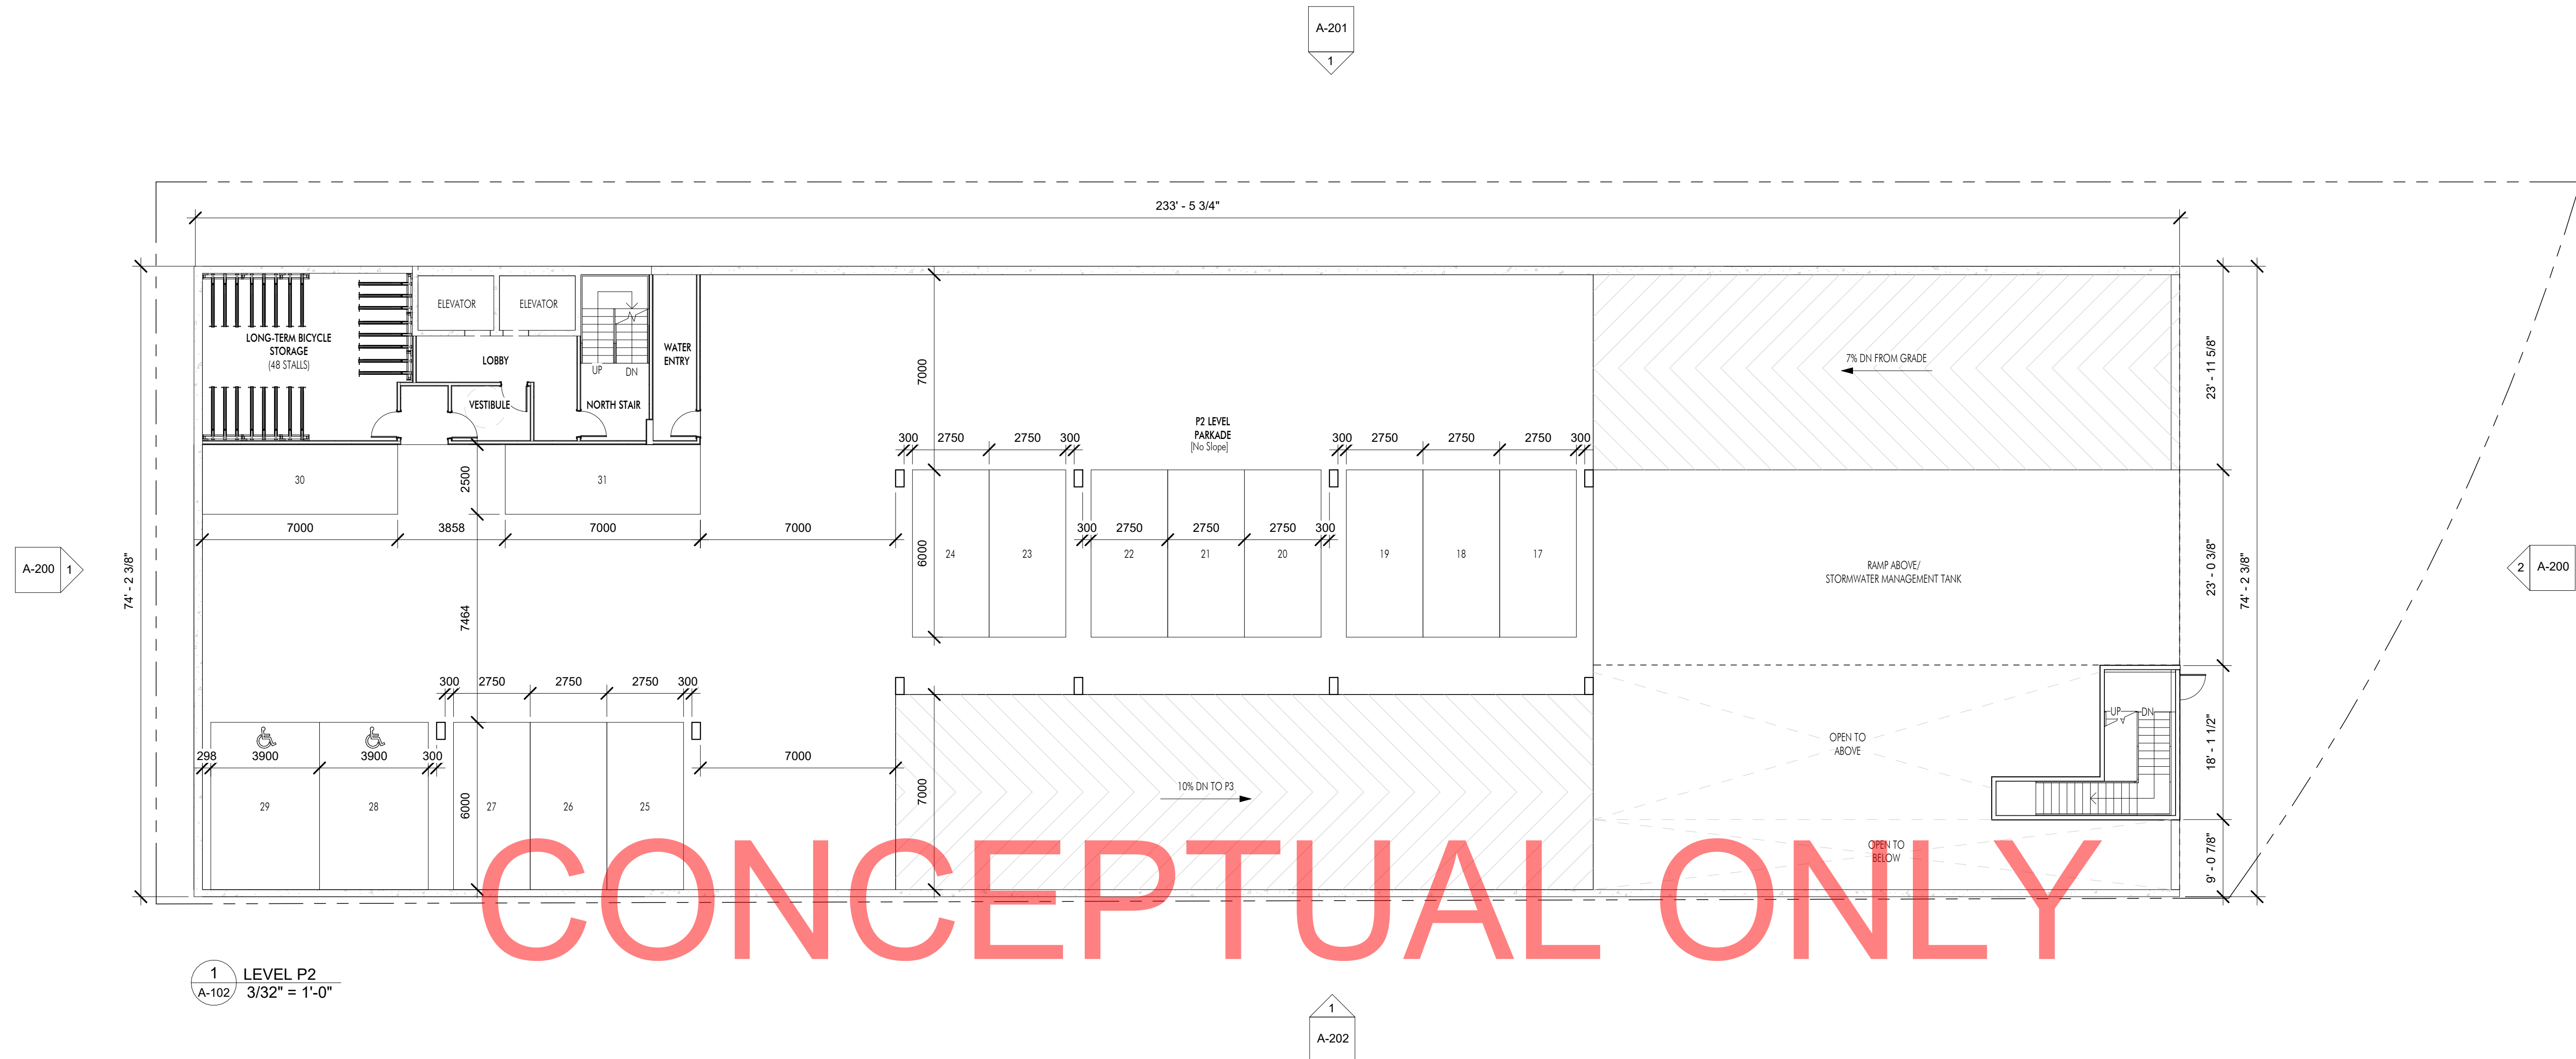 A-201
1
233' - 5 3/4"
ELEVATOR
ELEVATOR
LONG-TERM BICYCLE
STORAGE
(48 STALLS)
LOBBY
WATER
ENTRY
UP
DN
VESTIBULE
NORTH STAIR
7000
7% DN FROM GRADE
23' - 11 5/8"
P2 LEVEL
PARKADE
[No Slope]
300
2750
2750
300
300
2750
2750
2750
300
30
2500
31
7000
3858
7000
7000
300
2750
2750
2750
300
6000
24
23
22
21
20
19
18
17
A-200
1
74' - 2 3/8"
RAMP ABOVE/
STORMWATER MANAGEMENT TANK
23' - 0 3/8"
74' - 2 3/8"
2
A-200
7464
300
2750
2750
2750
300
UP
DN
OPEN TO
ABOVE
18' - 1 1/2"
298
3900
3900
300
7000
7000
10% DN TO P3
29
28
6000
27
26
25
OPEN TO
BELOW
9' - 0 7/8"
CONCEPTUAL ONLY
1
LEVEL P2
A-102
3/32" = 1'-0"
1
A-202